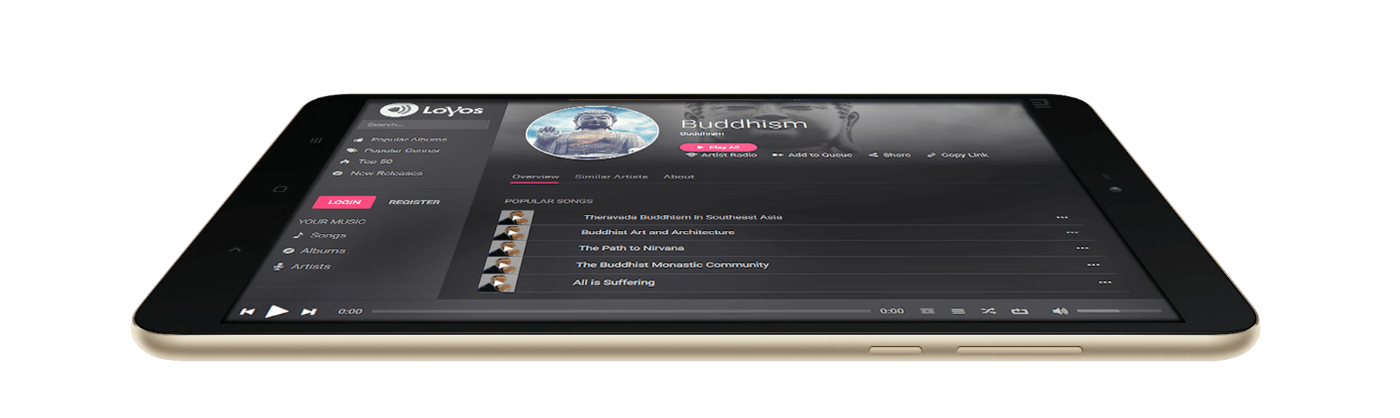 LoVos
Search...
Popular Albums
Popular Genres
Top 50
New Releases
LOGIN REGISTER
YOUR MUSIC
Songs
Albums
Artists
Buddhism
Buddhism
Play All
Artist Radio Add to Queue Share Copy Link
Overview Similar Artists About
POPULAR SONGS
Theravada Buddhism in Southeast Asia
Buddhist Art and Architecture
The Path to Nirvana
The Buddhist Monastic Community
All is Suffering
0:00 0:00